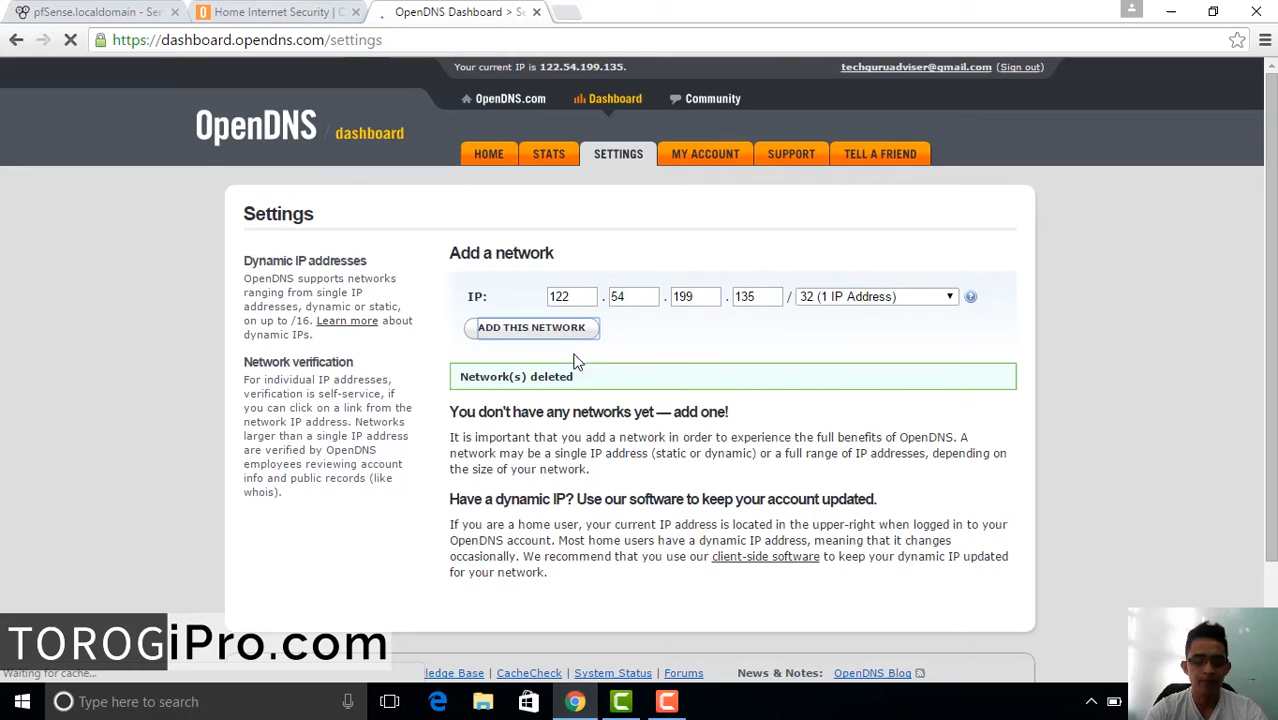 pfSense.localdomain - Ser
Home Internet Security | C
OpenDNS Dashboard > Se
https://dashboard.opendns.com/settings
Your current IP is 122.54.199.135.
techguruadviser@gmail.com (Sign out)
OpenDNS.com
Dashboard
Community
OpenDNS / dashboard
HOME
STATS
SETTINGS
MY ACCOUNT
SUPPORT
TELL A FRIEND
Settings
Dynamic IP addresses
OpenDNS supports networks
ranging from single IP
addresses, dynamic or static,
on up to /16. Learn more about
dynamic IPs.
Network verification
For individual IP addresses,
verification is self-service, if
you can click on a link from the
network IP address. Networks
larger than a single IP address
are verified by OpenDNS
employees reviewing account
info and public records (like
whois).
Add a network
IP: 122 . 54 . 199 . 135 / 32 (1 IP Address)
ADD THIS NETWORK
Network(s) deleted
You don't have any networks yet — add one!
It is important that you add a network in order to experience the full benefits of OpenDNS. A
network may be a single IP address (static or dynamic) or a full range of IP addresses, depending on
the size of your network.
Have a dynamic IP? Use our software to keep your account updated.
If you are a home user, your current IP address is located in the upper-right when logged in to your
OpenDNS account. Most home users have a dynamic IP address, meaning that it changes
occasionally. We recommend that you use our client-side software to keep your dynamic IP updated
for your network.
TOROGiPro.com
Waiting for cache...
ledge Base | CacheCheck | System Status | Forums
News & Notes: OpenDNS Blog
Type here to search